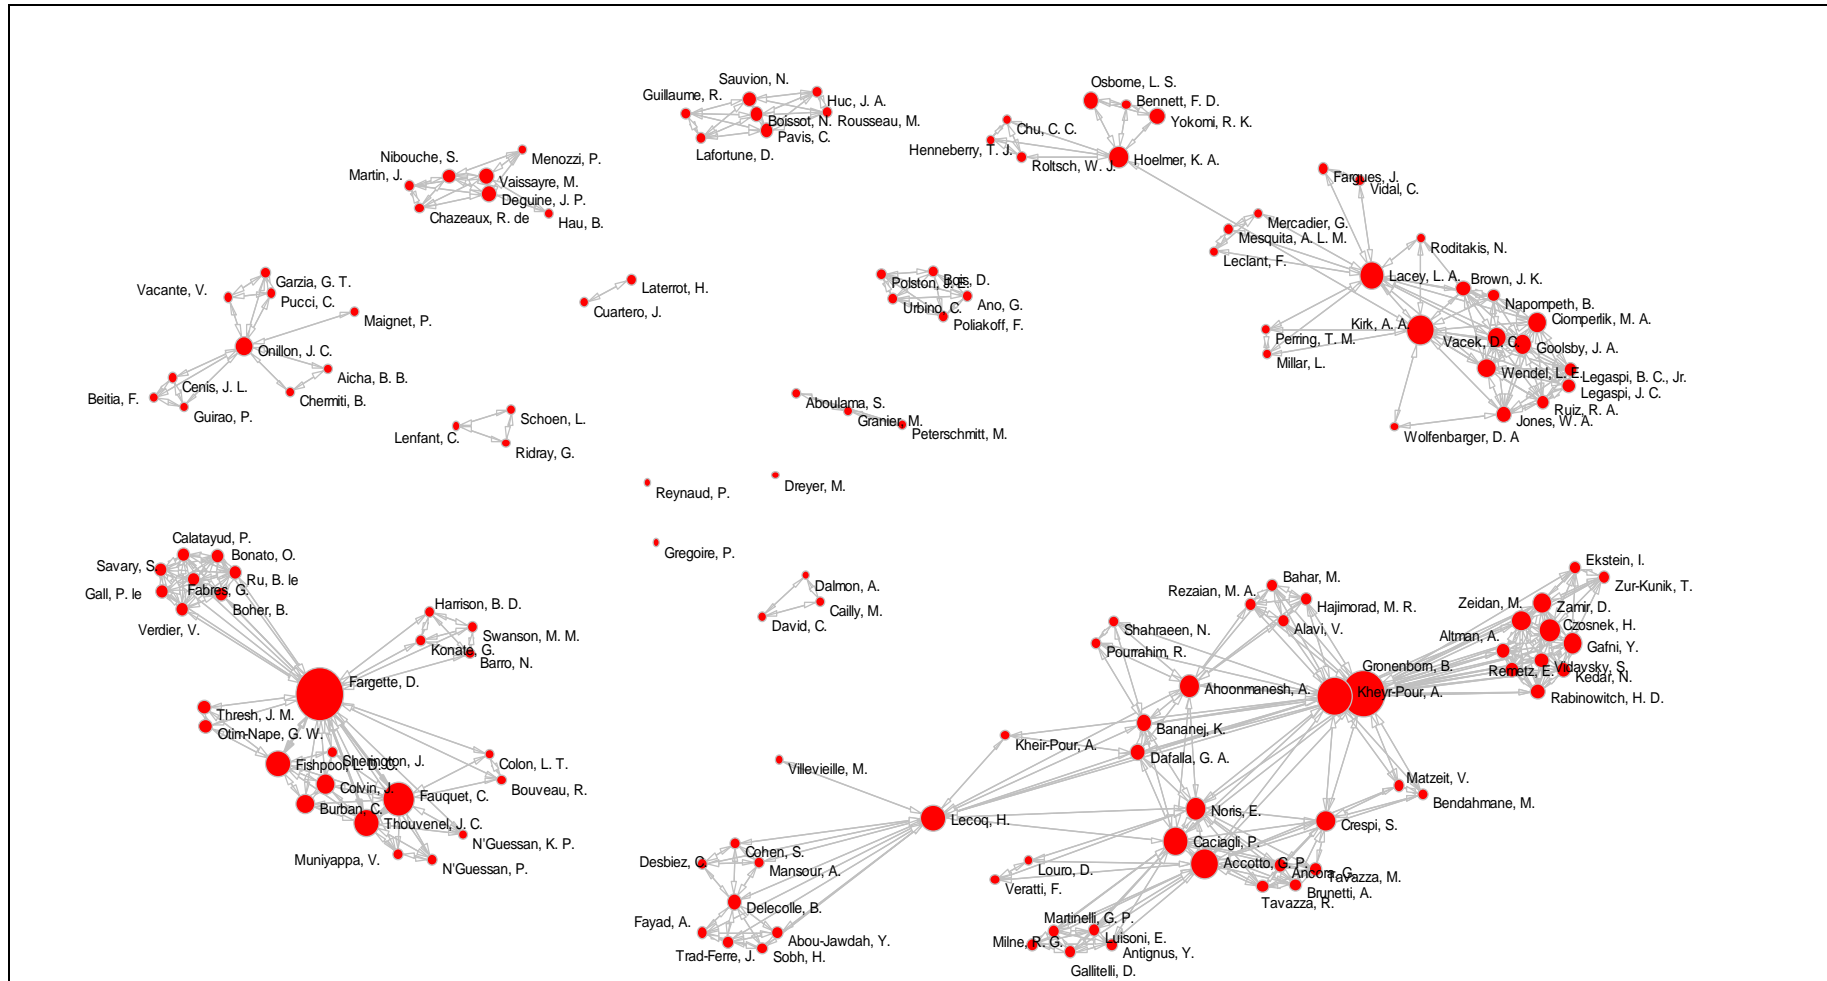 Sauvion, N.
Guillaume, R.
Huc, J. A.
Boissot, N.
Rousseau, M.
Pavis, C.
Lafortune, D.
Osborne, L. S.
Bennett, F. D.
Yokomi, R. K.
Chu, C. C.
Henneberry, T. J.
Roltsch, W. J.
Hoelmer, K. A.
Nibouche, S.
Menozzi, P.
Martin, J.
Vaissayre, M.
Deguine, J. P.
Chazeaux, R. de
Hau, B.
Fargues, J.
Vidal, C.
Mercadier, G.
Mesquita, A. L. M.
Leclant, F.
Roditakis, N.
Lacey, L. A.
Brown, J. K.
Napompeth, B.
Ciomperlik, M. A.
Kirk, A. A.
Vacek, D. C.
Goolsby, J. A.
Perring, T. M.
Millar, L.
Wendel, L. E.
Legaspi, B. C., Jr.
Legaspi, J. C.
Ruiz, R. A.
Jones, W. A.
Wolfenbarger, D. A
Garzia, G. T.
Vacante, V.
Pucci, C.
Maignet, P.
Onillon, J. C.
Aicha, B. B.
Cenis, J. L.
Chermiti, B.
Beitia, F.
Guirao, P.
Laterrot, H.
Cuartero, J.
Bois, D.
Polston, J. E.
Ano, G.
Urbino, C.
Poliakoff, F.
Aboulama, S.
Granier, M.
Peterschmitt, M.
Schoen, L.
Lenfant, C.
Ridray, G.
Reynaud, P.
Dreyer, M.
Gregoire, P.
Dalmon, A.
Cailly, M.
David, C.
Calatayud, P.
Bonato, O.
Savary, S.
Ru, B. le
Gall, P. le
Fabres, G.
Boher, B.
Verdier, V.
Harrison, B. D.
Swanson, M. M.
Konate, G.
Barro, N.
Fargette, D.
Thresh, J. M.
Otim-Nape, G. W.
Sherington, J.
Fishpool, L. D. C.
Colon, L. T.
Colvin, J.
Bouveau, R.
Fauquet, C.
Burban, C.
Thouvenel, J. C.
N'Guessan, K. P.
Muniyappa, V.
N'Guessan, P.
Ekstein, I.
Zur-Kunik, T.
Bahar, M.
Rezaian, M. A.
Hajimorad, M. R.
Alavi, V.
Zeidan, M.
Zamir, D.
Czosnek, H.
Altman, A.
Gafni, Y.
Shahraeen, N.
Pourrahim, R.
Gronenborn, B.
Remetz, E.
Vidavsky, S.
Kedar, N.
Ahoonmanesh, A.
Kheyr-Pour, A.
Rabinowitch, H. D.
Bananej, K.
Kheir-Pour, A.
Dafalla, G. A.
Villevieille, M.
Matzeit, V.
Bendahmane, M.
Lecoq, H.
Noris, E.
Crespi, S.
Caciagli, P.
Cohen, S.
Desbiez, C.
Mansour, A.
Louro, D.
Accotto, G. P.
Ancora, G.
Tavazza, M.
Veratti, F.
Brunetti, A.
Tavazza, R.
Delecolle, B.
Fayad, A.
Martinelli, G. P.
Abou-Jawdah, Y.
Luisoni, E.
Milne, R. G.
Trad-Ferre, J.
Sobh, H.
Antignus, Y.
Gallitelli, D.